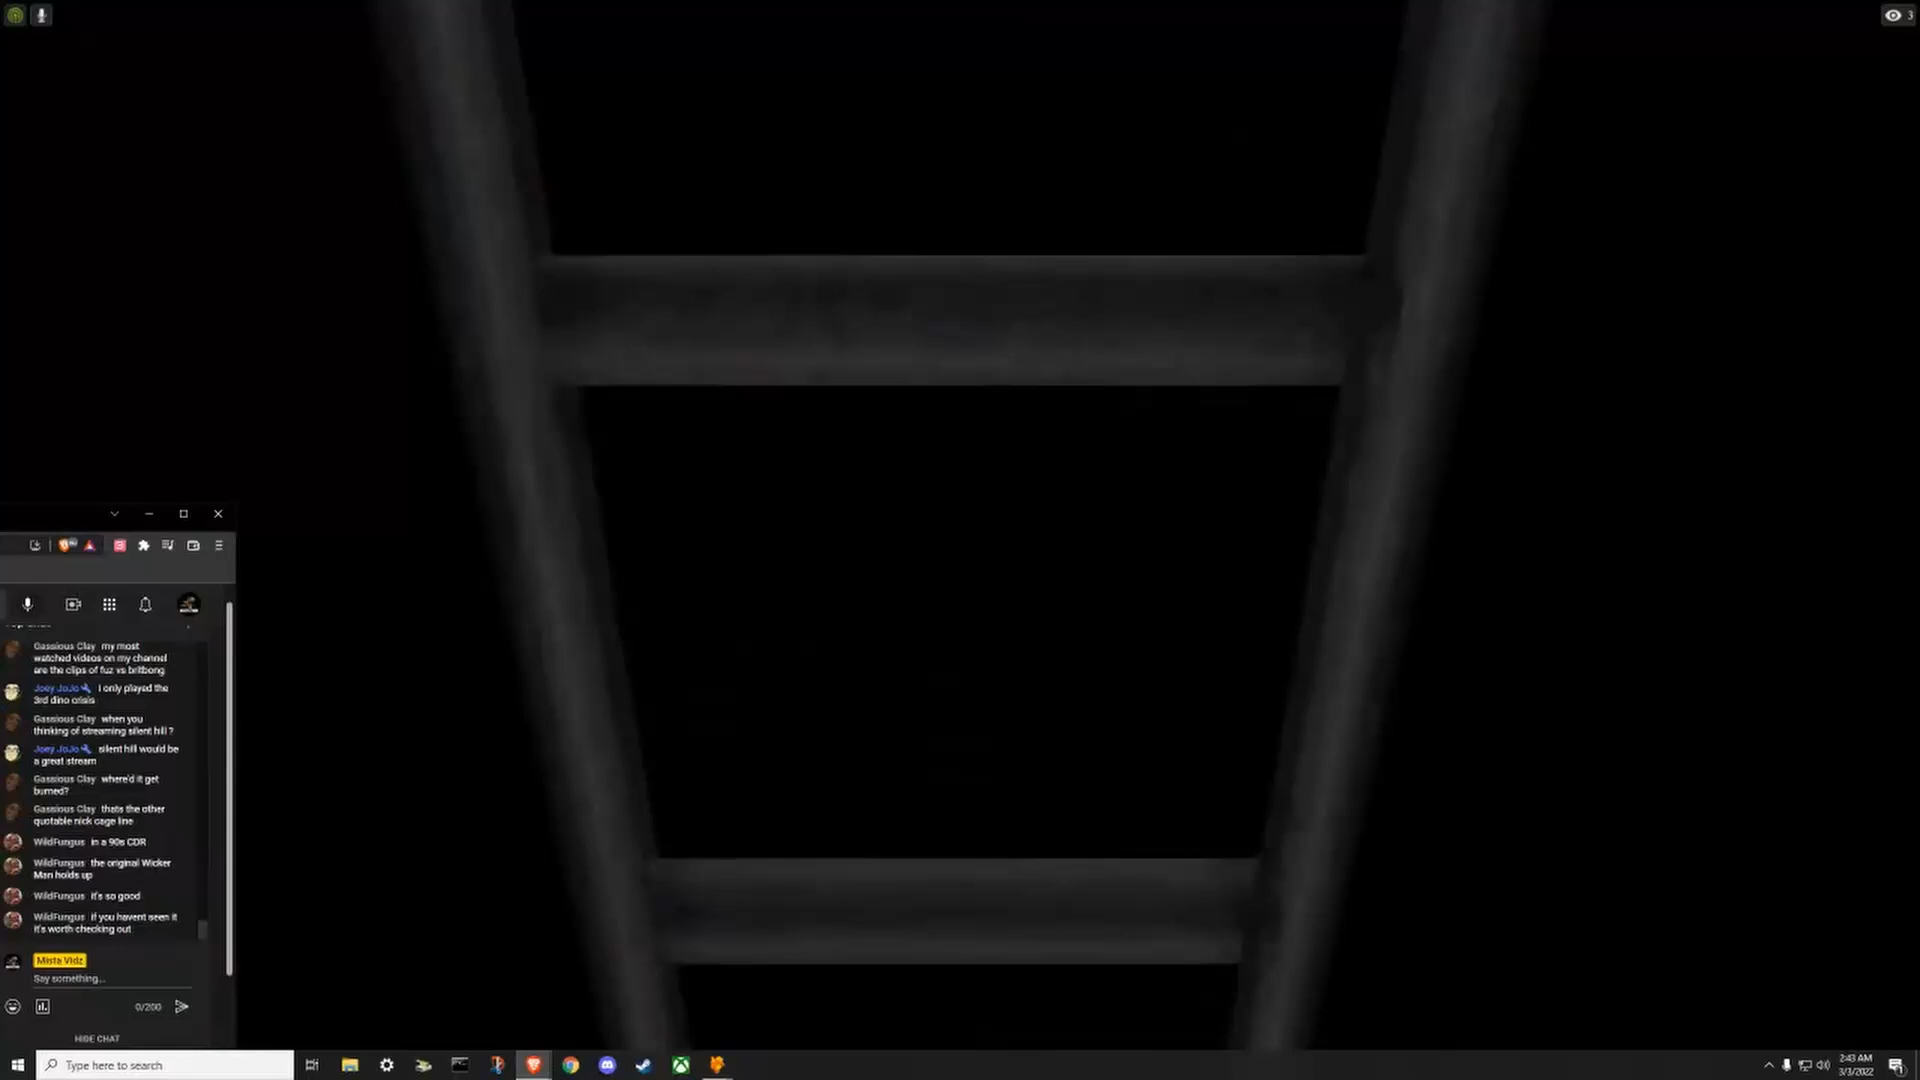 3
Gassious Clay my most
watched videos on my channel
are the clips of fuz vs britbong
Joey JoJo I only played the
3rd dino crisis
Gassious Clay when you
thinking of streaming silent hill ?
Joey JoJo silent hill would be
a great stream
Gassious Clay where'd it get
burned?
Gassious Clay thats the other
quotable nick cage line
WildFungus in a 90s CDR
WildFungus the original Wicker
Man holds up
WildFungus it's so good
WildFungus if you havent seen it
it's worth checking out
Mista Vidz
Say something...
0/200
HIDE CHAT
Type here to search
2:43 AM
3/3/2022